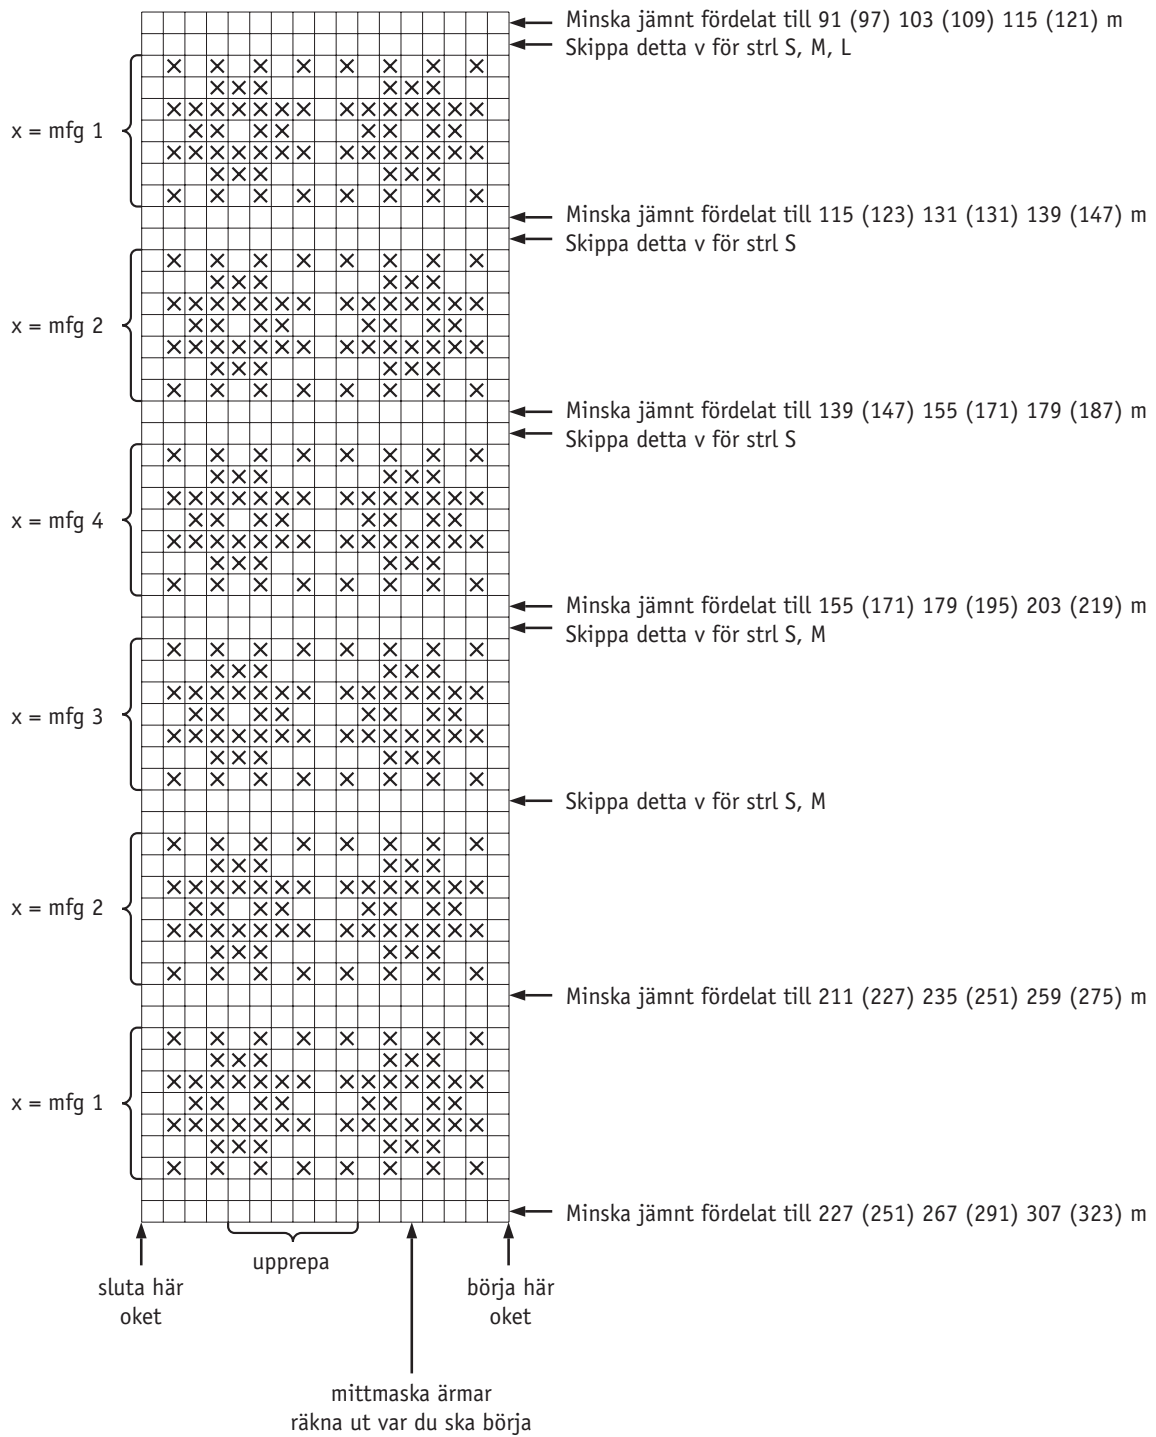 Minska jämnt fördelat till 91 (97) 103 (109) 115 (121) m
Skippa detta v för strl S, M, L
x = mfg 1
Minska jämnt fördelat till 115 (123) 131 (131) 139 (147) m
Skippa detta v för strl S
x = mfg 2
Minska jämnt fördelat till 139 (147) 155 (171) 179 (187) m
Skippa detta v för strl S
x = mfg 4
Minska jämnt fördelat till 155 (171) 179 (195) 203 (219) m
Skippa detta v för strl S, M
x = mfg 3
Skippa detta v för strl S, M
x = mfg 2
Minska jämnt fördelat till 211 (227) 235 (251) 259 (275) m
x = mfg 1
Minska jämnt fördelat till 227 (251) 267 (291) 307 (323) m
upprepa
sluta här
oket
börja här
oket
mittmaska ärmar
räkna ut var du ska börja